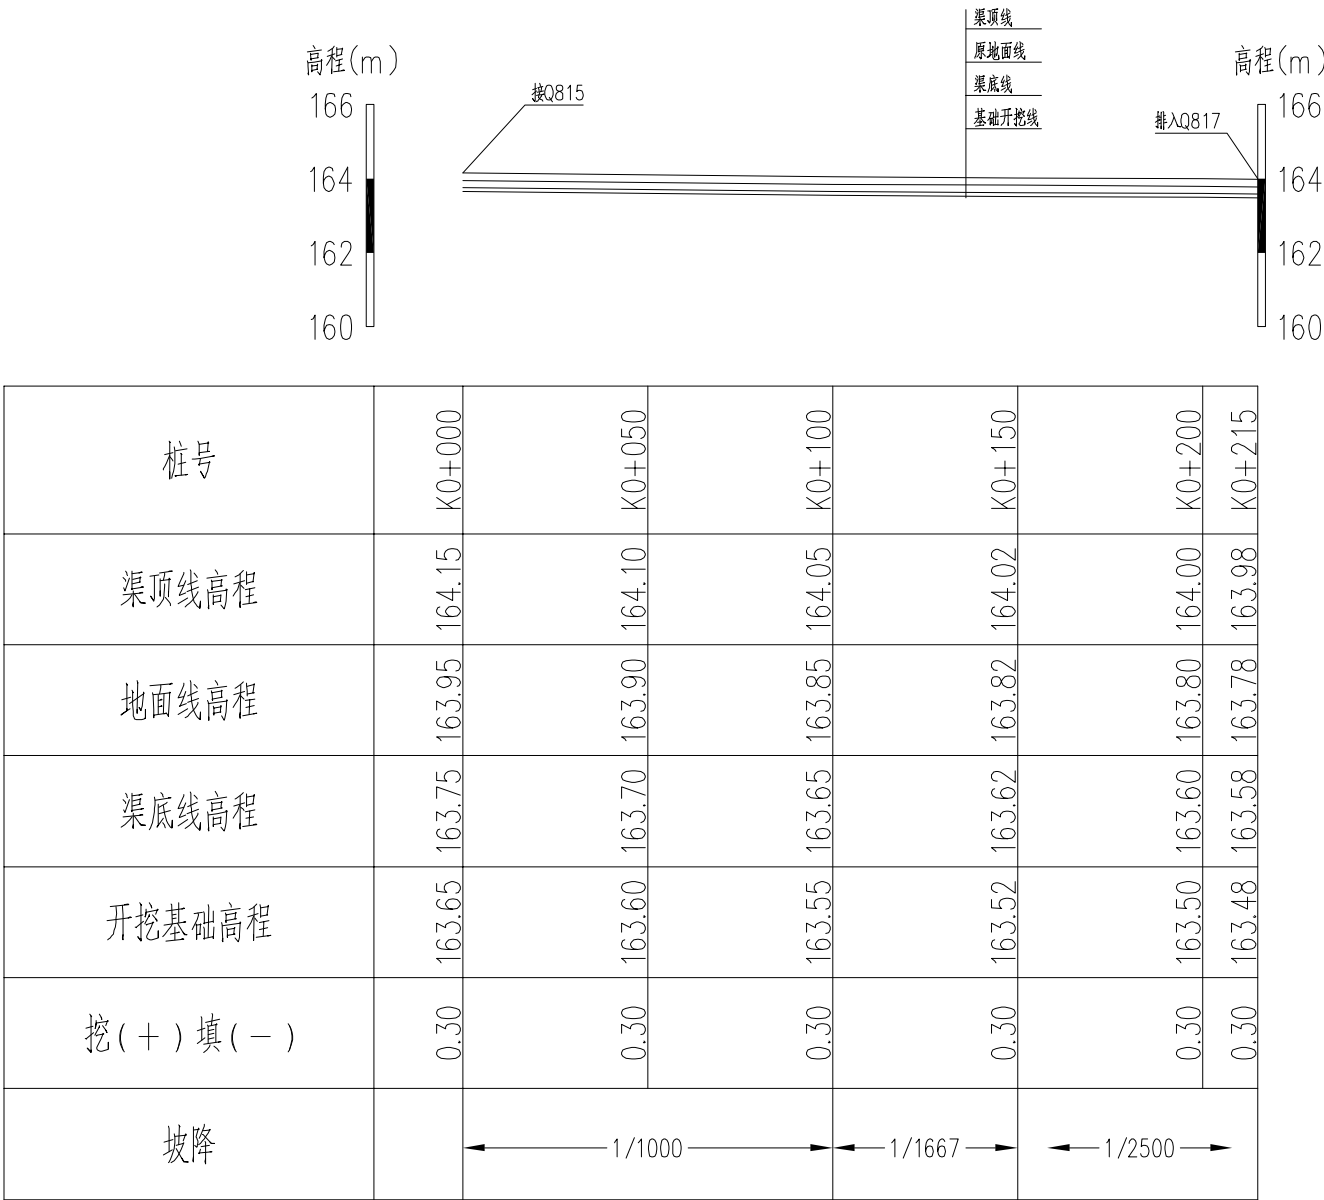 渠顶线
原地面线
渠底线
基础开挖线
高程(m)
166
164
162
160
接Q815
排入Q817
高程(m)
166
164
162
160
桩号 K0+000 K0+050 K0+100 K0+150 K0+200 K0+215
渠顶线高程 164.15 164.10 164.05 164.02 164.00 163.98
地面线高程 163.95 163.90 163.85 163.82 163.80 163.78
渠底线高程 163.75 163.70 163.65 163.62 163.60 163.58
开挖基础高程 163.65 163.60 163.55 163.52 163.50 163.48
挖(+)填(-) 0.30 0.30 0.30 0.30 0.30 0.30
坡降 1/1000 1/1667 1/2500